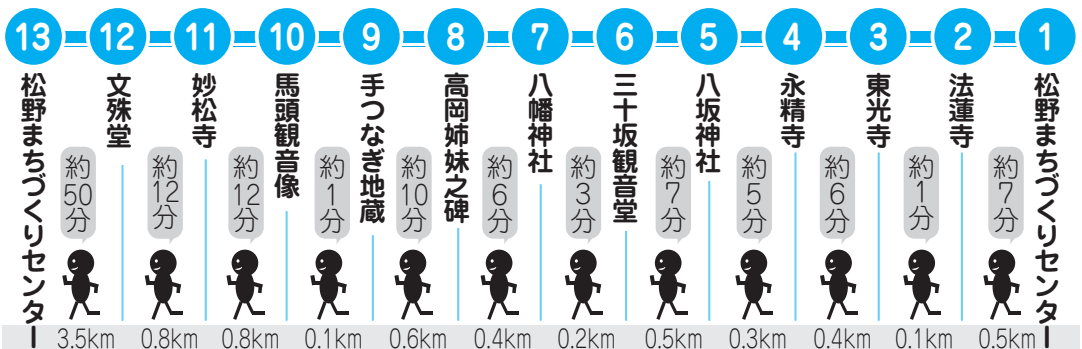 13 12 11 10 9 8 7 6 5 4 3 2 1
松野まちづくりセンター
法蓮寺
東光寺
永精寺
八坂神社
三十坂観音堂
八幡神社
高岡姉妹之碑
手つなぎ地蔵
馬頭観音像
妙松寺
文殊堂
松野まちづくりセンター
約7分
約1分
約6分
約5分
約7分
約3分
約6分
約10分
約1分
約12分
約12分
約50分
3.5km 0.8km 0.8km 0.1km 0.6km 0.4km 0.2km 0.5km 0.3km 0.4km 0.1km 0.5km